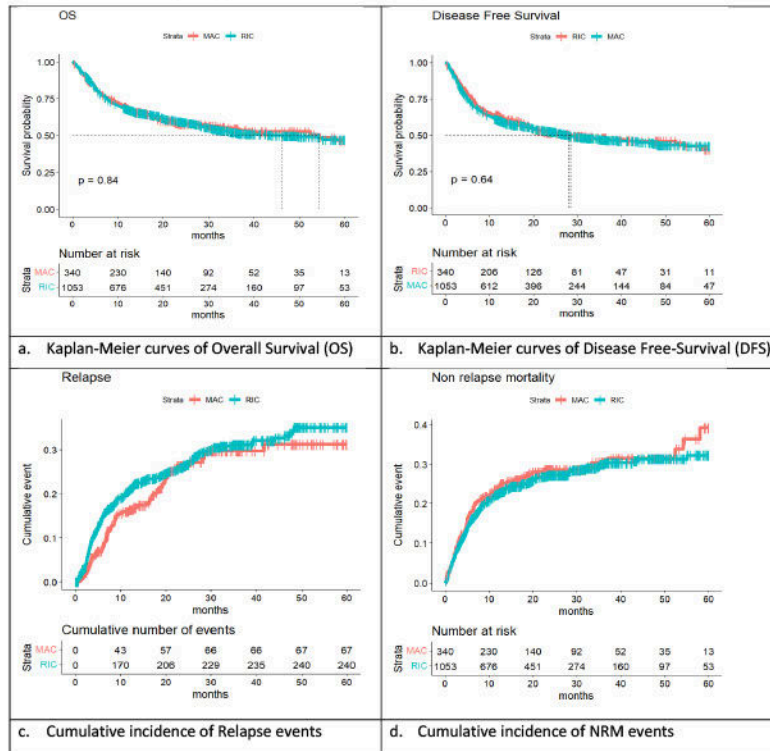 OS
Strata MAC RIC
1.00
0.75
0.50
0.25
0.00
Survival probability
p = 0.84
0 10 20 30 40 50 60
months
Number at risk
Strata
MAC 340 230 140 92 52 35 13
RIC 1053 676 451 274 160 97 53
0 10 20 30 40 50 60
months
a. Kaplan-Meier curves of Overall Survival (OS)
Disease Free Survival
Strata RIC MAC
1.00
0.75
0.50
0.25
0.00
Survival probability
p = 0.64
0 10 20 30 40 50 60
months
Number at risk
Strata
RIC 340 206 126 81 47 31 11
MAC 1053 612 396 244 144 84 47
0 10 20 30 40 50 60
months
b. Kaplan-Meier curves of Disease Free-Survival (DFS)
Relapse
Strata MAC RIC
0.3
0.2
0.1
0.0
Cumulative event
0 10 20 30 40 50 60
months
Cumulative number of events
Strata
MAC 0 43 57 66 66 67 67
RIC 0 170 206 229 235 240 240
0 10 20 30 40 50 60
months
c. Cumulative incidence of Relapse events
Non relapse mortality
Strata MAC RIC
0.4
0.3
0.2
0.1
0.0
Cumulative event
0 10 20 30 40 50 60
months
Number at risk
Strata
MAC 340 230 140 92 52 35 13
RIC 1053 676 451 274 160 97 53
0 10 20 30 40 50 60
months
d. Cumulative incidence of NRM events